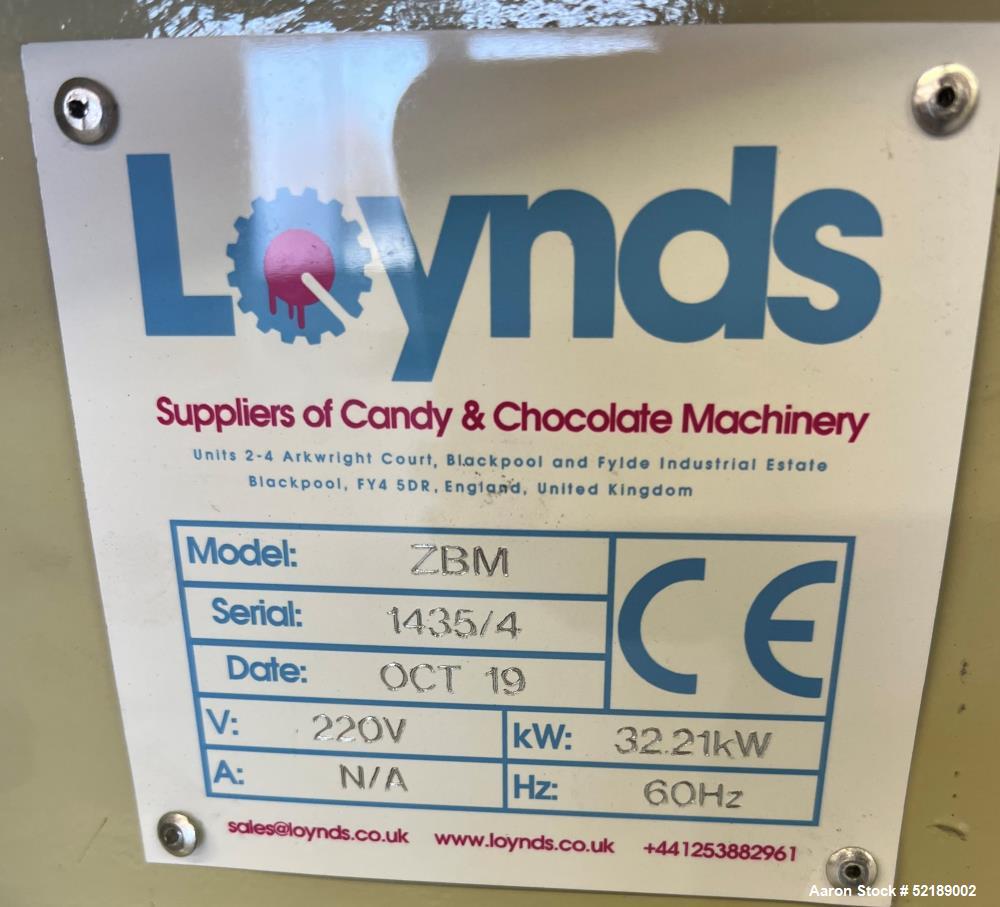 Loynds
Suppliers of Candy & Chocolate Machinery
Units 2-4 Arkwright Court, Blackpool and Fylde Industrial Estate
Blackpool, FY4 5DR, England, United Kingdom
Model: ZBM
Serial: 1435/4
Date: OCT 19
CE
V: 220V kW: 32.21kW
A: N/A Hz: 60Hz
sales@loynds.co.uk www.loynds.co.uk +441253882961
Aaron Stock # 52189002